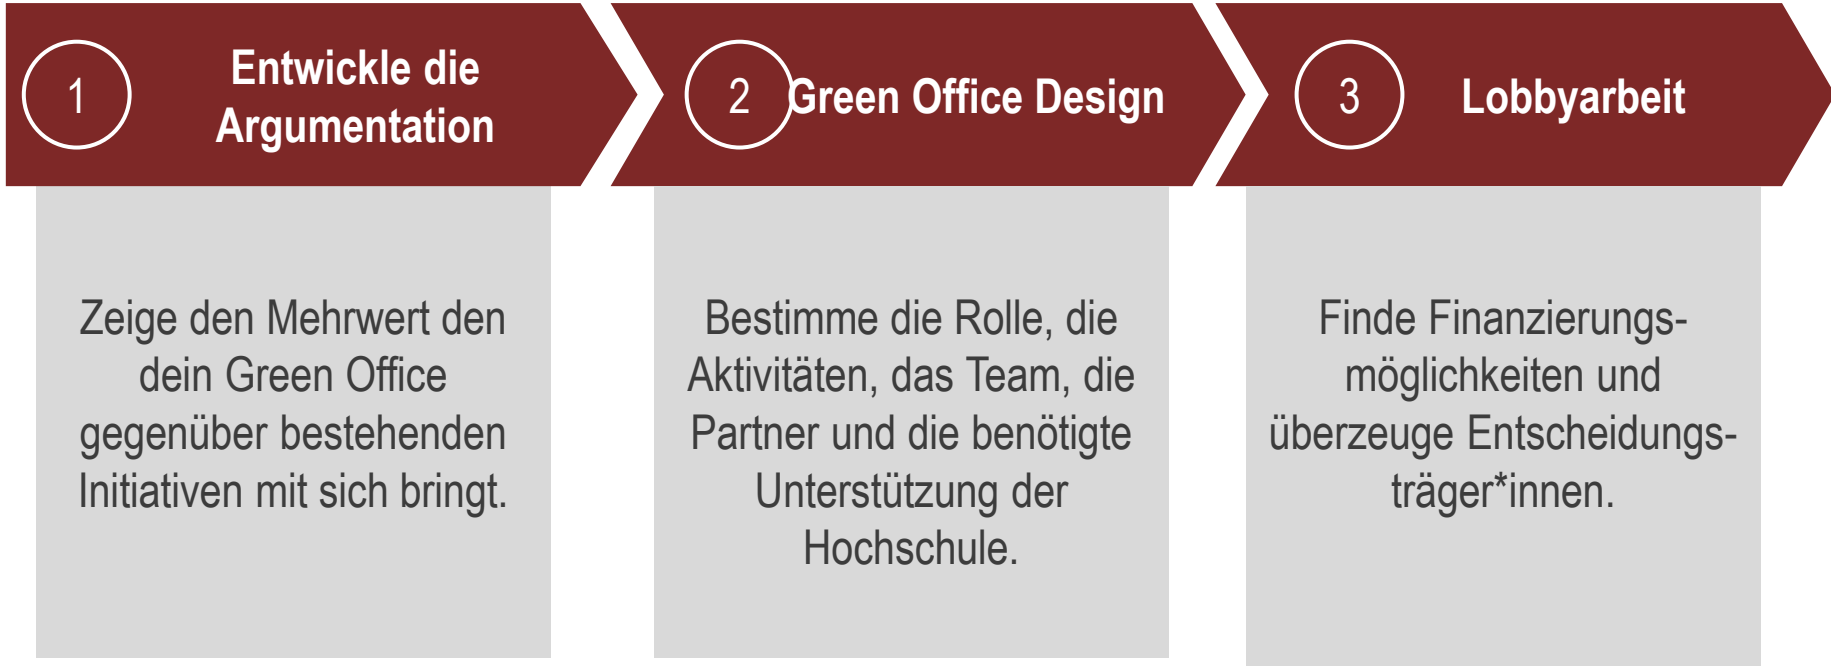 1
Entwickle die
Argumentation
Zeige den Mehrwert den
dein Green Office
gegenüber bestehenden
Initiativen mit sich bringt.
2
Green Office Design
Bestimme die Rolle, die
Aktivitäten, das Team, die
Partner und die benötigte
Unterstützung der
Hochschule.
3
Lobbyarbeit
Finde Finanzierungs-
möglichkeiten und
überzeuge Entscheidungs-
träger*innen.